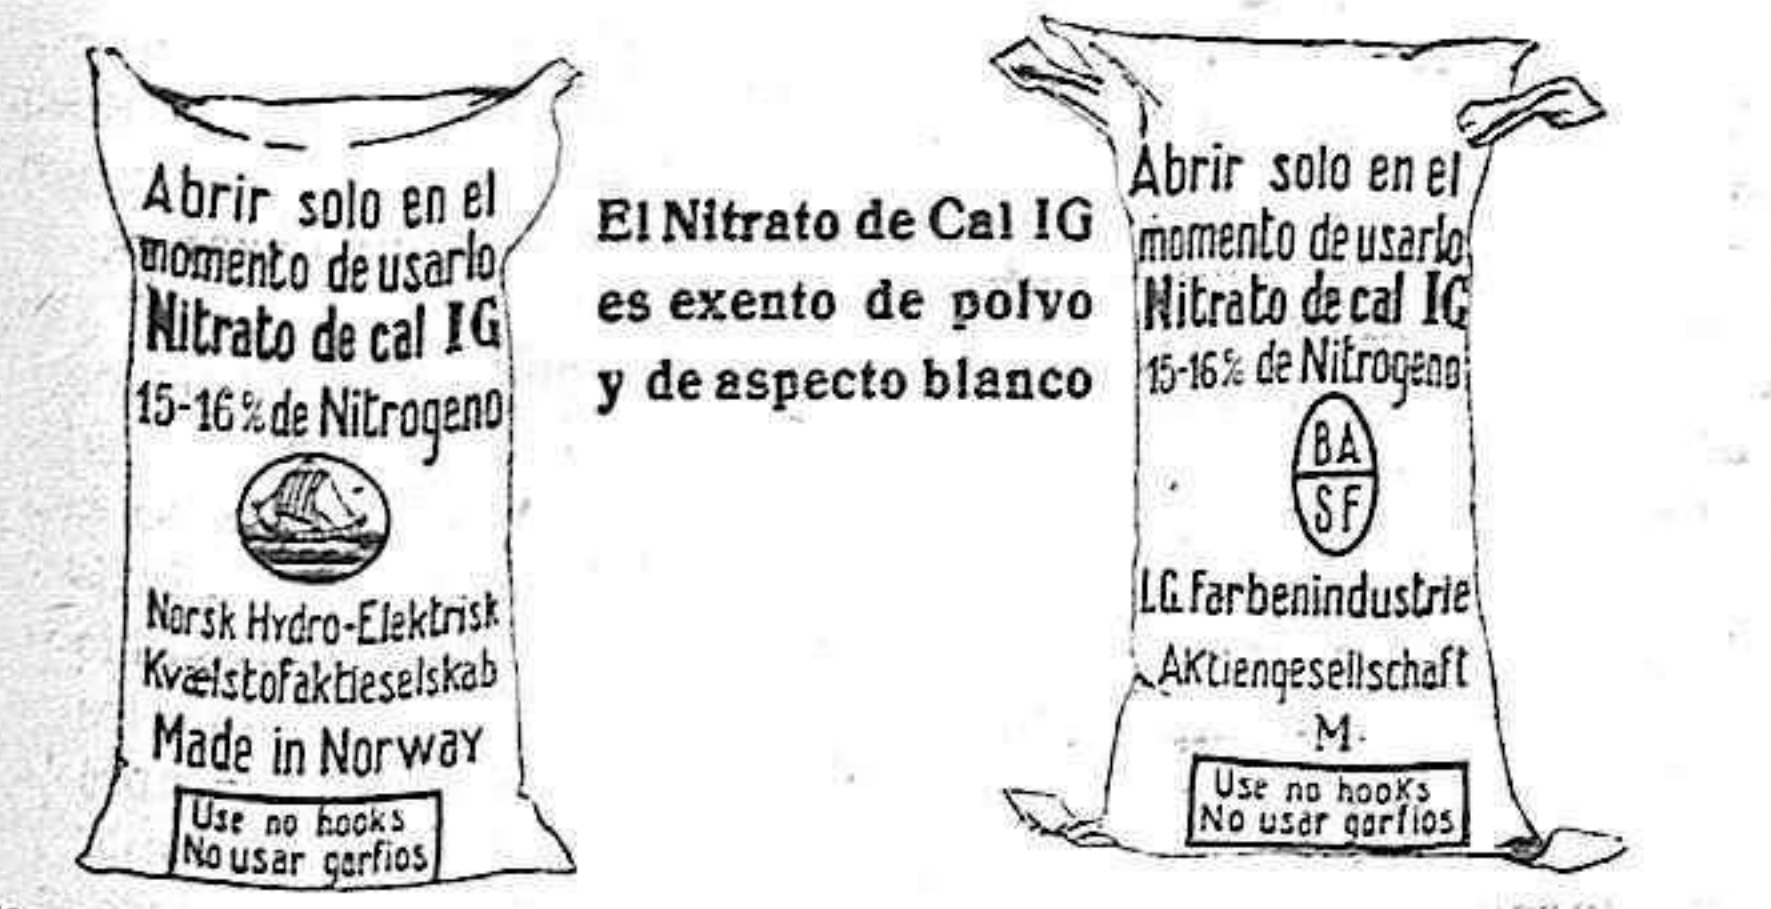 Abrir solo en el
momento de usarlo
Nitrato de cal IG
15-16% de Nitrogeno
Norsk Hydro-Elektrisk
Kvælstofaktieselskab
Made in Norway
Use no hooks
No usar garfios
El Nitrato de Cal IG
es exento de polvo
y de aspecto blanco
Abrir solo en el
momento de usarlo
Nitrato de cal IG
15-16% de Nitrogeno
BA
SF
I.G. Farbenindustrie
Aktiengesellschaft
-M-
Use no hooks
No usar garfios